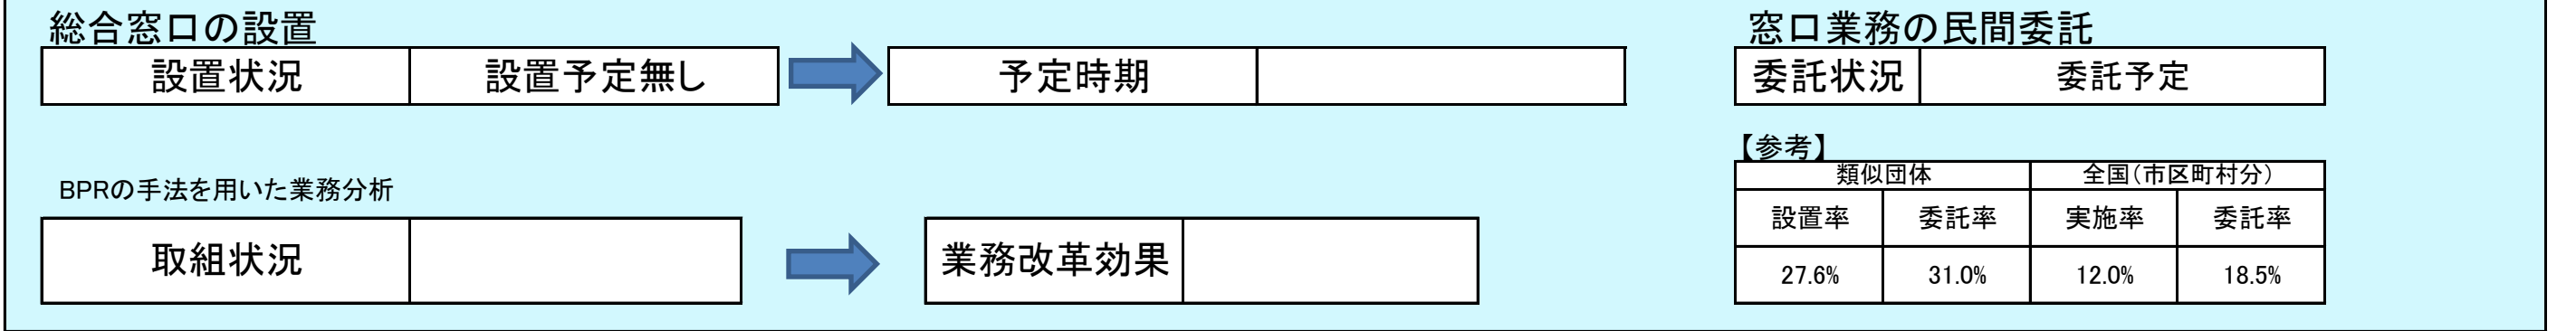 総合窓口の設置
設置状況 設置予定無し 予定時期
窓口業務の民間委託
委託状況 委託予定
BPRの手法を用いた業務分析
取組状況 業務改革効果
【参考】
類似団体 全国(市区町村分)
設置率 委託率 実施率 委託率
27.6% 31.0% 12.0% 18.5%